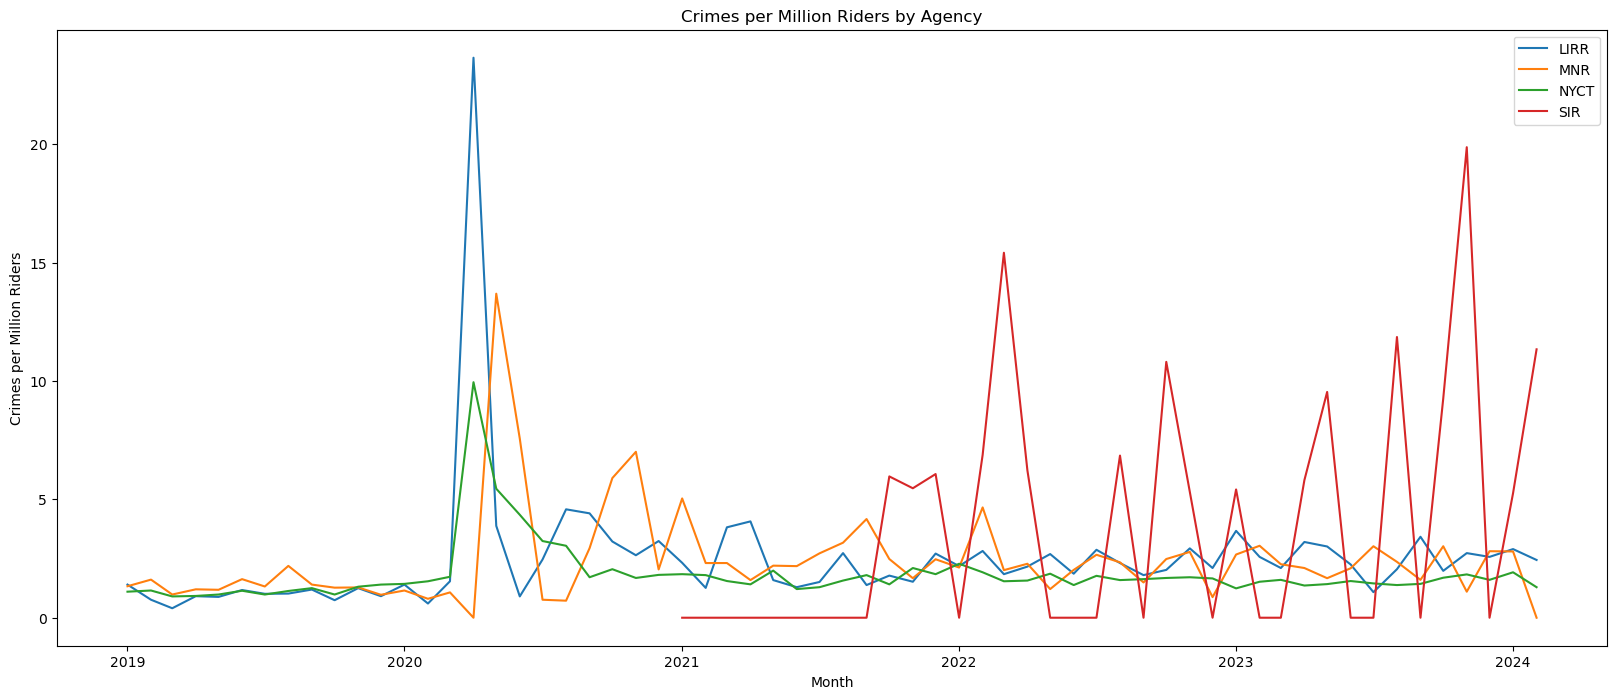 Crimes per Million Riders by Agency
LIRR
MNR
NYCT
SIR
Crimes per Million Riders
20
15
10
5
0
2019 2020 2021 2022 2023 2024
Month